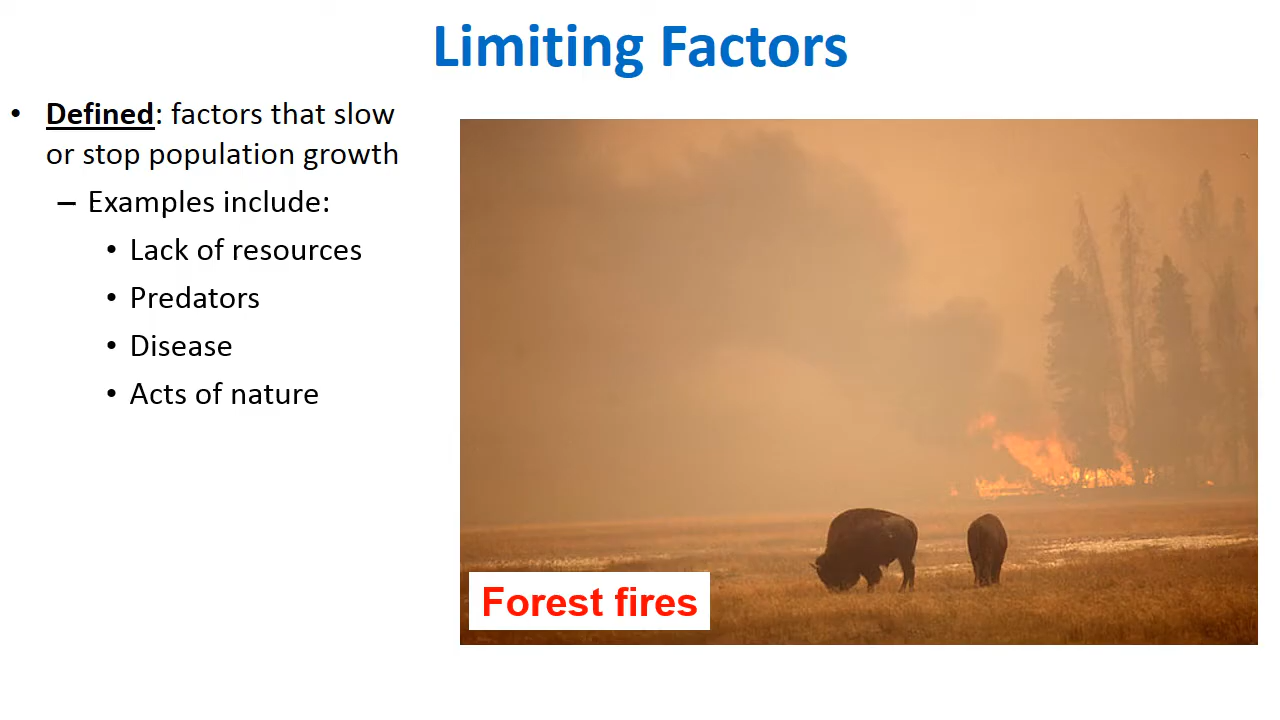 Limiting Factors
• Defined: factors that slow
or stop population growth
– Examples include:
• Lack of resources
• Predators
• Disease
• Acts of nature
Forest fires